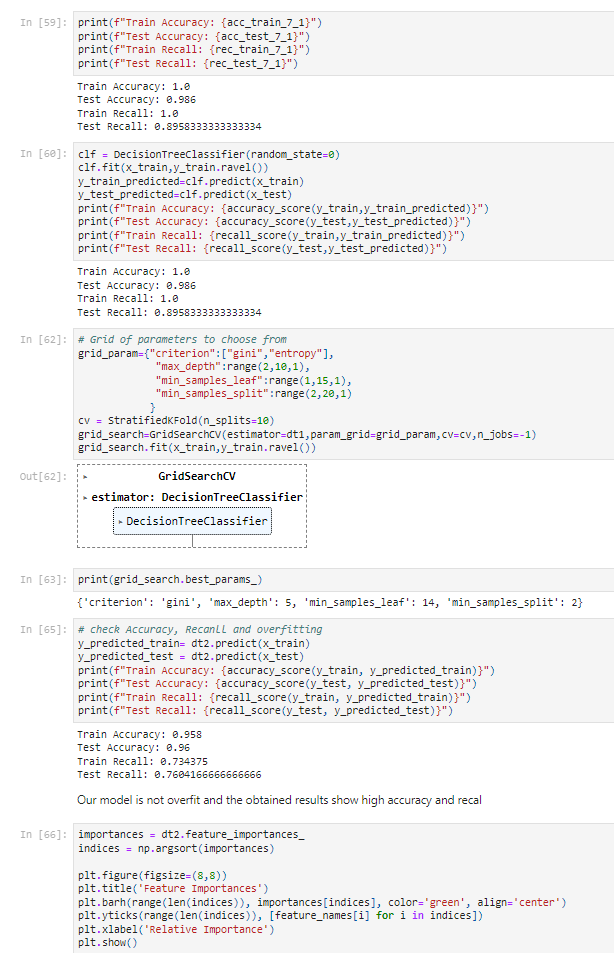 In [59]: print(f"Train Accuracy: {acc_train_7_1}")
print(f"Test Accuracy: {acc_test_7_1}")
print(f"Train Recall: {rec_train_7_1}")
print(f"Test Recall: {rec_test_7_1}")
Train Accuracy: 1.0
Test Accuracy: 0.986
Train Recall: 1.0
Test Recall: 0.8958333333333334
In [60]: clf = DecisionTreeClassifier(random_state=0)
clf.fit(x_train,y_train.ravel())
y_train_predicted=clf.predict(x_train)
y_test_predicted=clf.predict(x_test)
print(f"Train Accuracy: {accuracy_score(y_train,y_train_predicted)}")
print(f"Test Accuracy: {accuracy_score(y_test,y_test_predicted)}")
print(f"Train Recall: {recall_score(y_train,y_train_predicted)}")
print(f"Test Recall: {recall_score(y_test,y_test_predicted)}")
Train Accuracy: 1.0
Test Accuracy: 0.986
Train Recall: 1.0
Test Recall: 0.8958333333333334
In [62]: # Grid of parameters to choose from
grid_param={"criterion":["gini","entropy"],
"max_depth":range(2,10,1),
"min_samples_leaf":range(1,15,1),
"min_samples_split":range(2,20,1)
}
cv = StratifiedKFold(n_splits=10)
grid_search=GridSearchCV(estimator=dt1,param_grid=grid_param,cv=cv,n_jobs=-1)
grid_search.fit(x_train,y_train.ravel())
Out[62]: ▸ GridSearchCV
▸ estimator: DecisionTreeClassifier
▸ DecisionTreeClassifier
In [63]: print(grid_search.best_params_)
{'criterion': 'gini', 'max_depth': 5, 'min_samples_leaf': 14, 'min_samples_split': 2}
In [65]: # check Accuracy, Recanll and overfitting
y_predicted_train= dt2.predict(x_train)
y_predicted_test = dt2.predict(x_test)
print(f"Train Accuracy: {accuracy_score(y_train, y_predicted_train)}")
print(f"Test Accuracy: {accuracy_score(y_test, y_predicted_test)}")
print(f"Train Recall: {recall_score(y_train, y_predicted_train)}")
print(f"Test Recall: {recall_score(y_test, y_predicted_test)}")
Train Accuracy: 0.958
Test Accuracy: 0.96
Train Recall: 0.734375
Test Recall: 0.7604166666666666
Our model is not overfit and the obtained results show high accuracy and recal
In [66]: importances = dt2.feature_importances_
indices = np.argsort(importances)
plt.figure(figsize=(8,8))
plt.title('Feature Importances')
plt.barh(range(len(indices)), importances[indices], color='green', align='center')
plt.yticks(range(len(indices)), [feature_names[i] for i in indices])
plt.xlabel('Relative Importance')
plt.show()